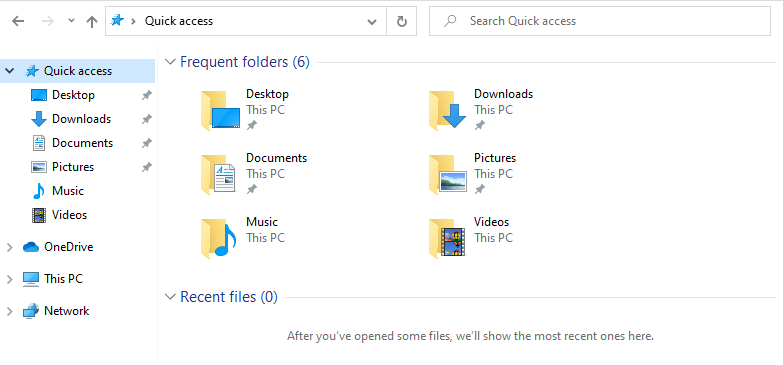 Quick access
Search Quick access
Quick access
Desktop
Downloads
Documents
Pictures
Music
Videos
OneDrive
This PC
Network
Frequent folders (6)
Desktop
This PC
Downloads
This PC
Documents
This PC
Pictures
This PC
Music
This PC
Videos
This PC
Recent files (0)
After you've opened some files, we'll show the most recent ones here.